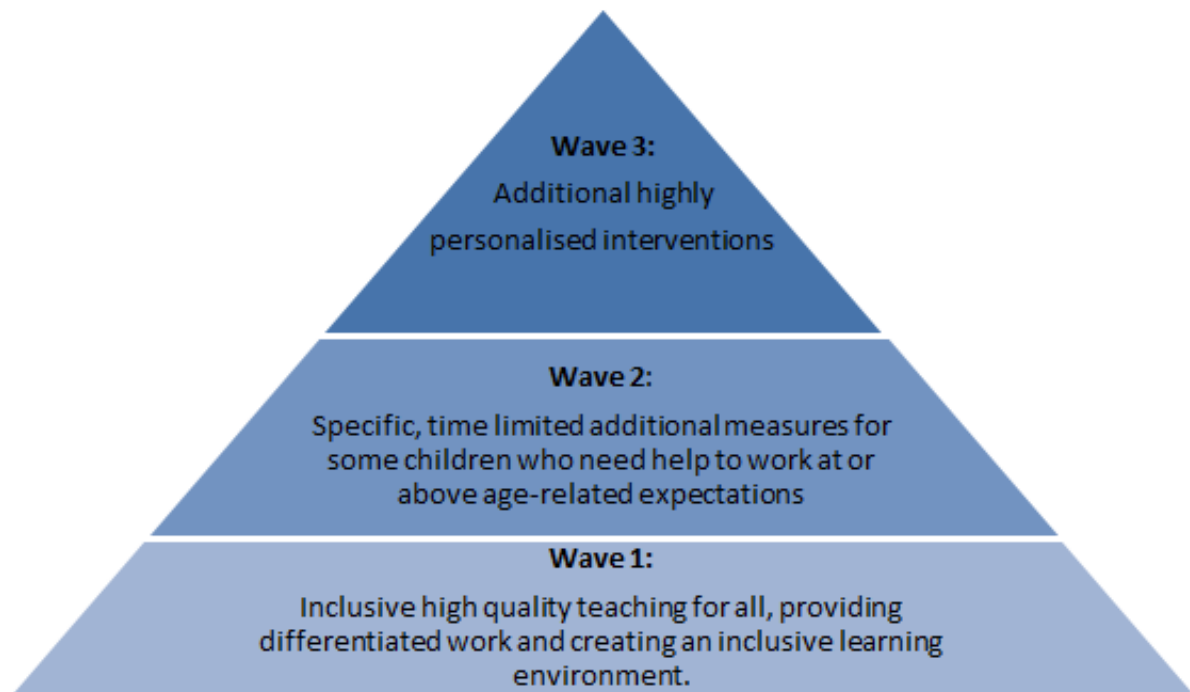 Wave 3:
Additional highly
personalised interventions
Wave 2:
Specific, time limited additional measures for
some children who need help to work at or
above age-related expectations
Wave 1:
Inclusive high quality teaching for all, providing
differentiated work and creating an inclusive learning
environment.